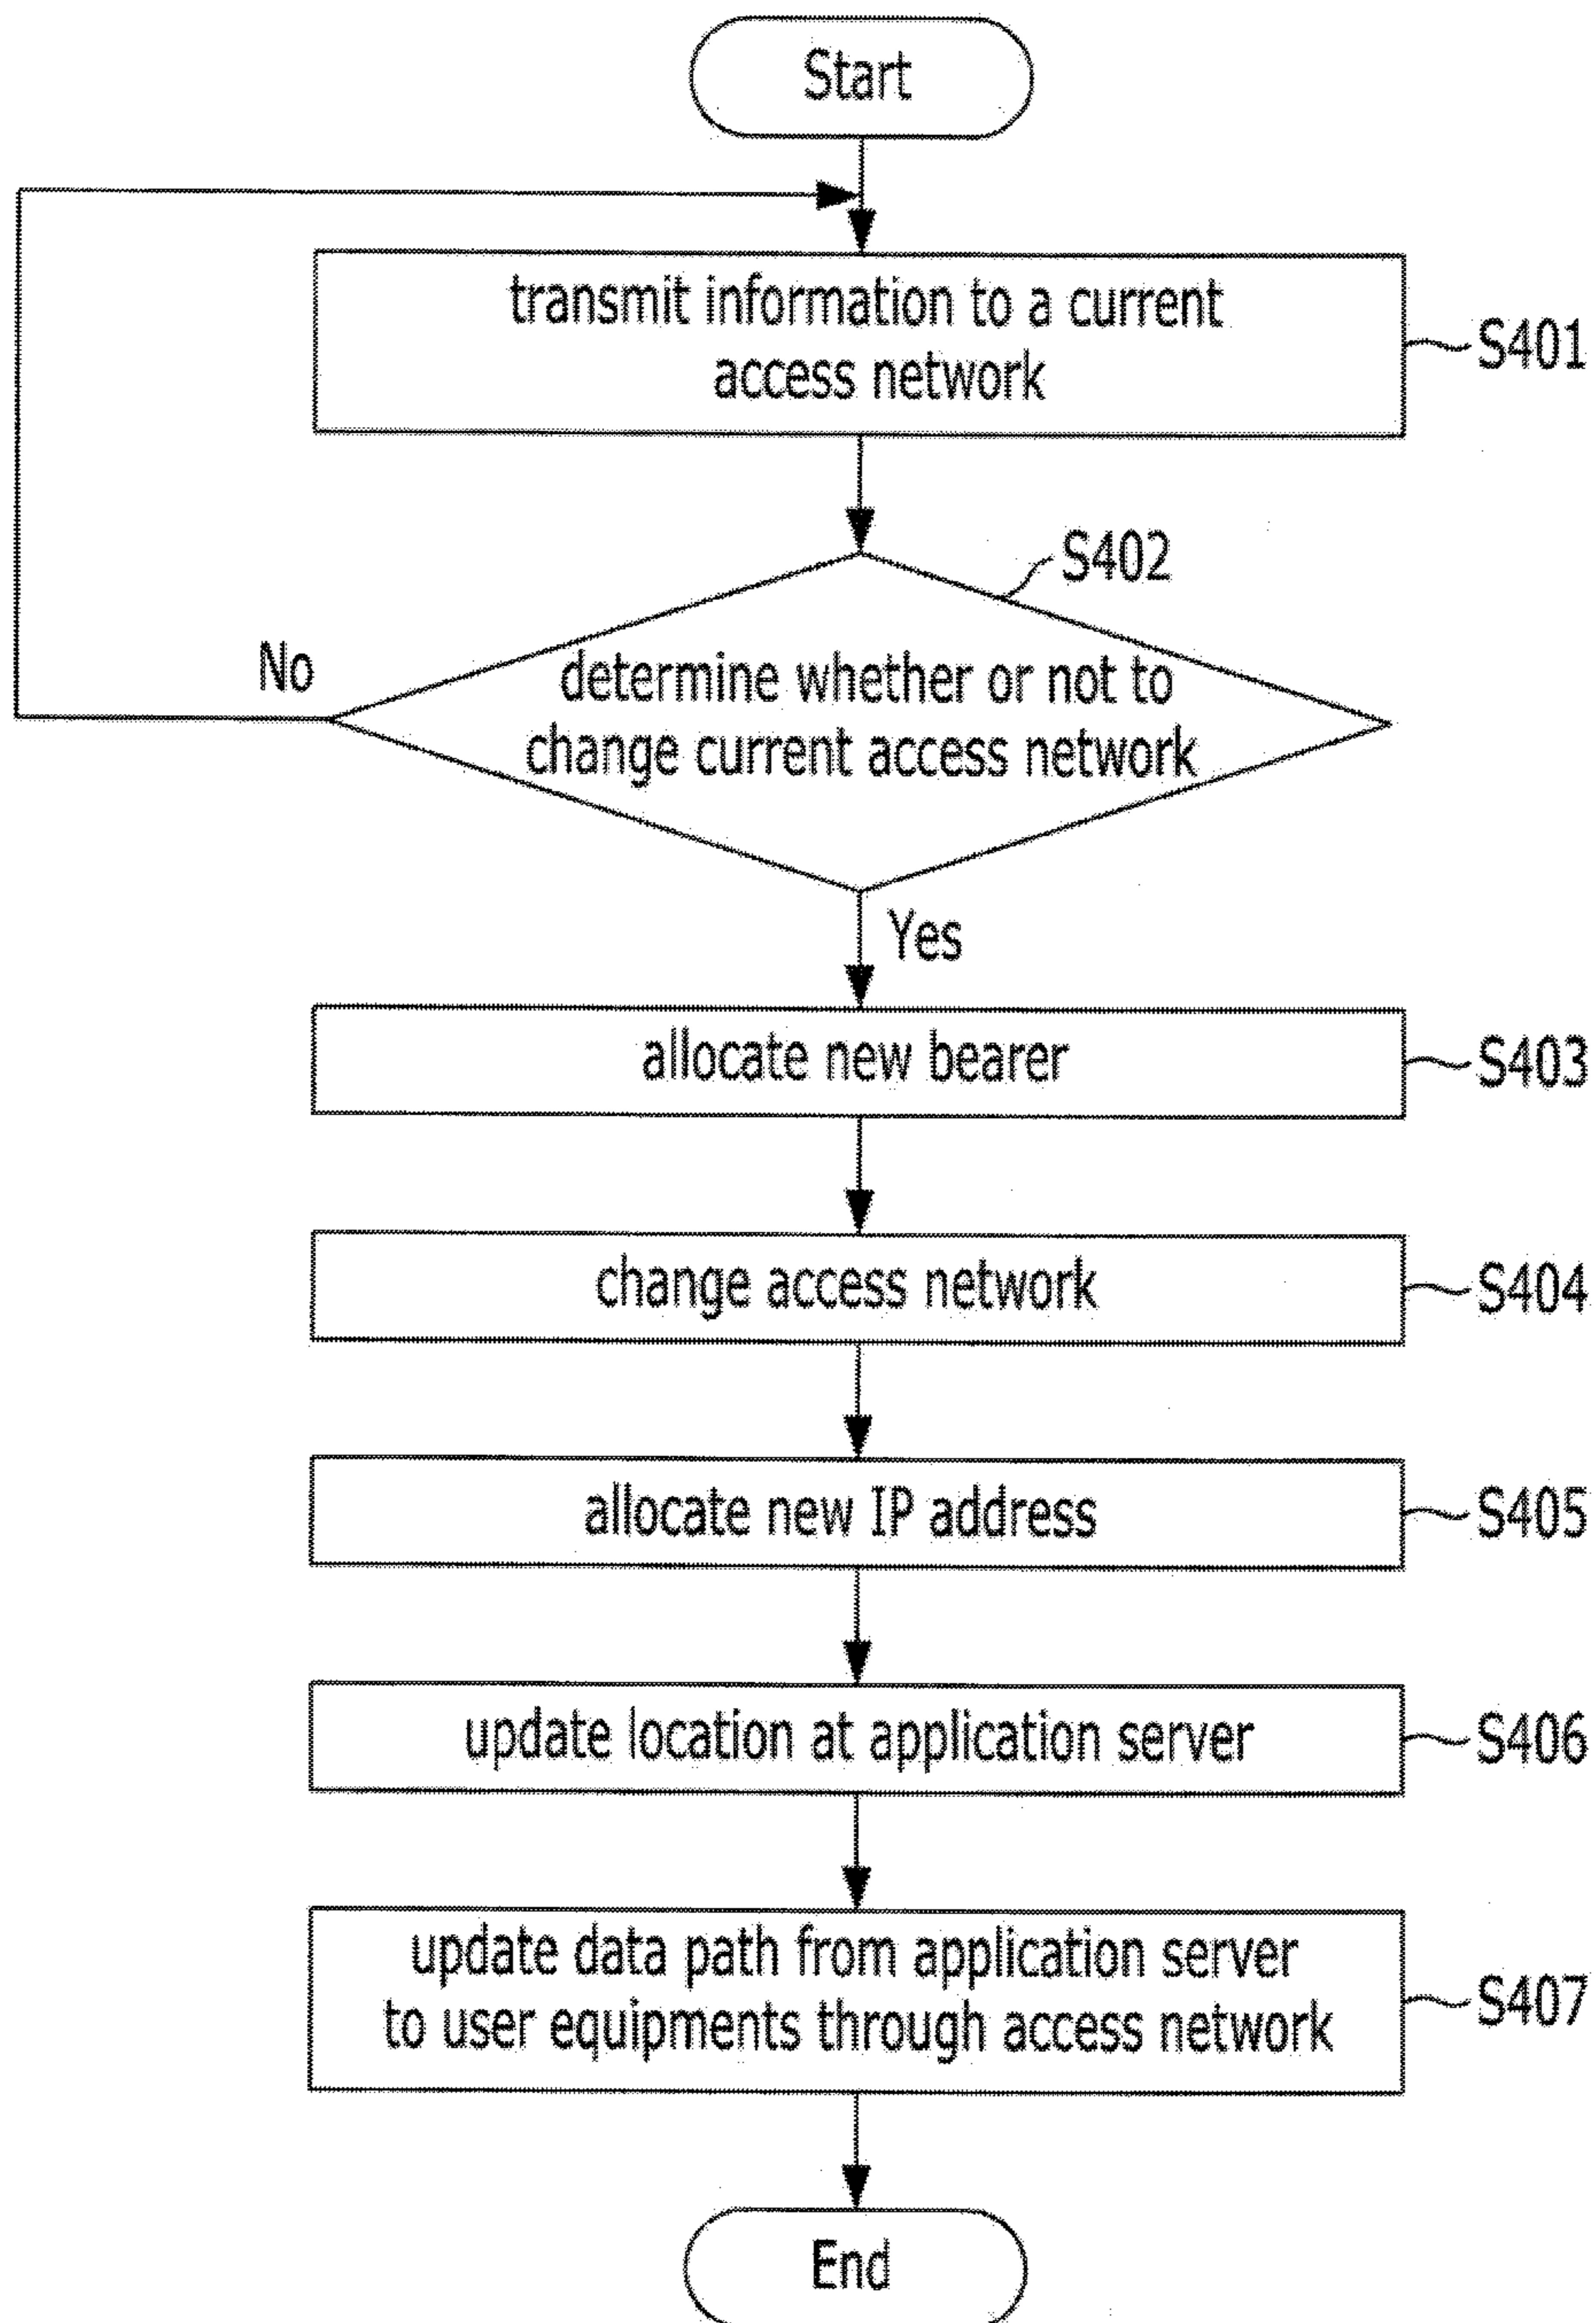 Start
transmit information to a current
access network
S401
S402
determine whether or not to
change current access network
No
Yes
allocate new bearer
S403
change access network
S404
allocate new IP address
S405
update location at application server
S406
update data path from application server
to user equipments through access network
S407
End